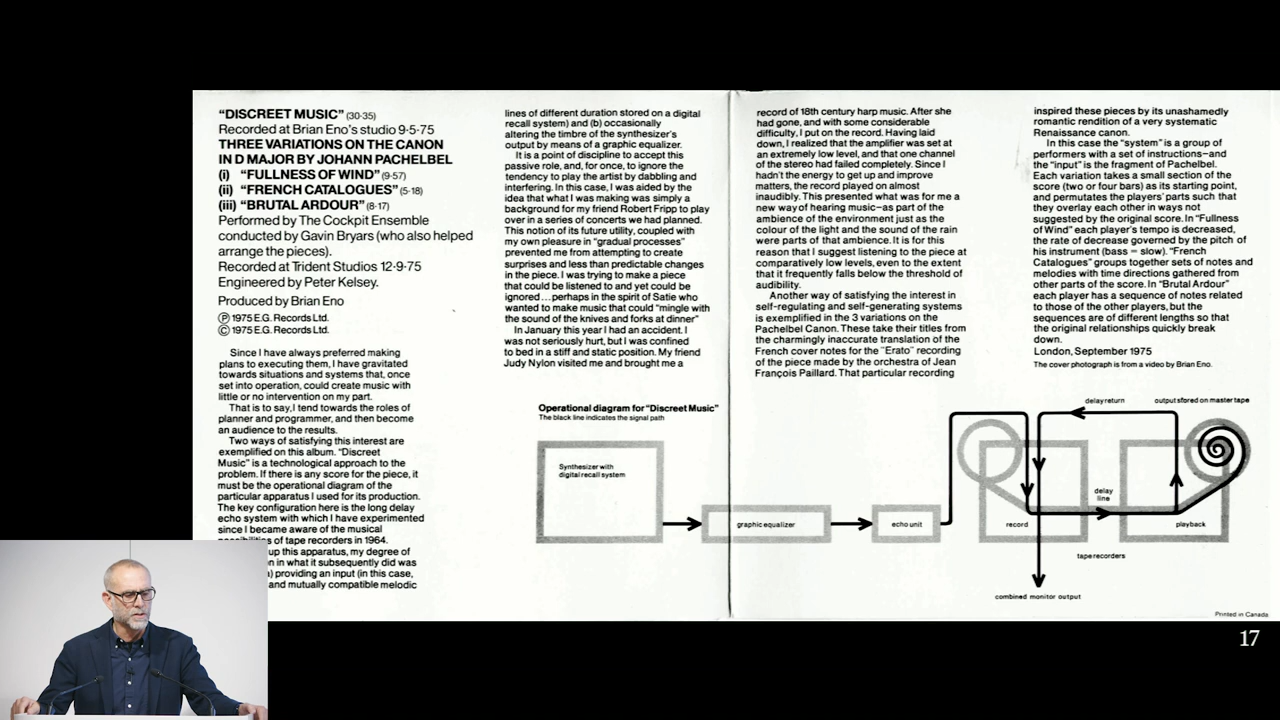 “DISCREET MUSIC” (30·35)
Recorded at Brian Eno’s studio 9·5·75
THREE VARIATIONS ON THE CANON
IN D MAJOR BY JOHANN PACHELBEL
(i) “FULLNESS OF WIND” (9·57)
(ii) “FRENCH CATALOGUES” (5·18)
(iii) “BRUTAL ARDOUR” (8·17)
Performed by The Cockpit Ensemble
conducted by Gavin Bryars (who also helped
arrange the pieces).
Recorded at Trident Studios 12·9·75
Engineered by Peter Kelsey.
Produced by Brian Eno
Ⓟ 1975 E.G. Records Ltd.
© 1975 E.G. Records Ltd.
Since I have always preferred making
plans to executing them, I have gravitated
towards situations and systems that, once
set into operation, could create music with
little or no intervention on my part.
That is to say, I tend towards the roles of
planner and programmer, and then become
an audience to the results.
Two ways of satisfying this interest are
exemplified on this album. “Discreet
Music” is a technological approach to the
problem. If there is any score for the piece, it
must be the operational diagram of the
particular apparatus I used for its production.
The key configuration here is the long delay
echo system with which I have experimented
since I became aware of the musical
possibilities of tape recorders in 1964.
up this apparatus, my degree of
in what it subsequently did was
providing an input (in this case,
and mutually compatible melodic
lines of different duration stored on a digital
recall system) and (b) occasionally
altering the timbre of the synthesizer’s
output by means of a graphic equalizer.
It is a point of discipline to accept this
passive role, and, for once, to ignore the
tendency to play the artist by dabbling and
interfering. In this case, I was aided by the
idea that what I was making was simply a
background for my friend Robert Fripp to play
over in a series of concerts we had planned.
This notion of its future utility, coupled with
my own pleasure in “gradual processes”
prevented me from attempting to create
surprises and less than predictable changes
in the piece. I was trying to make a piece
that could be listened to and yet could be
ignored... perhaps in the spirit of Satie who
wanted to make music that could “mingle with
the sound of the knives and forks at dinner”
In January this year I had an accident. I
was not seriously hurt, but I was confined
to bed in a stiff and static position. My friend
Judy Nylon visited me and brought me a
record of 18th century harp music. After she
had gone, and with some considerable
difficulty, I put on the record. Having laid
down, I realized that the amplifier was set at
an extremely low level, and that one channel
of the stereo had failed completely. Since I
hadn’t the energy to get up and improve
matters, the record played on almost
inaudibly. This presented what was for me a
new way of hearing music–as part of the
ambience of the environment just as the
colour of the light and the sound of the rain
were parts of that ambience. It is for this
reason that I suggest listening to the piece at
comparatively low levels, even to the extent
that it frequently falls below the threshold of
audibility.
Another way of satisfying the interest in
self-regulating and self-generating systems
is exemplified in the 3 variations on the
Pachelbel Canon. These take their titles from
the charmingly inaccurate translation of the
French cover notes for the “Erato” recording
of the piece made by the orchestra of Jean
François Paillard. That particular recording
inspired these pieces by its unashamedly
romantic rendition of a very systematic
Renaissance canon.
In this case the “system” is a group of
performers with a set of instructions–and
the “input” is the fragment of Pachelbel.
Each variation takes a small section of the
score (two or four bars) as its starting point,
and permutates the players’ parts such that
they overlay each other in ways not
suggested by the original score. In “Fullness
of Wind” each player’s tempo is decreased,
the rate of decrease governed by the pitch of
his instrument (bass = slow). “French
Catalogues” groups together sets of notes and
melodies with time directions gathered from
other parts of the score. In “Brutal Ardour”
each player has a sequence of notes related
to those of the other players, but the
sequences are of different lengths so that
the original relationships quickly break
down.
London, September 1975
The cover photograph is from a video by Brian Eno.
Operational diagram for “Discreet Music”
The black line indicates the signal path
Synthesizer with
digital recall system
graphic equalizer
echo unit
record
delay return
output stored on master tape
delay
line
playback
tape recorders
combined monitor output
Printed in Canada
17